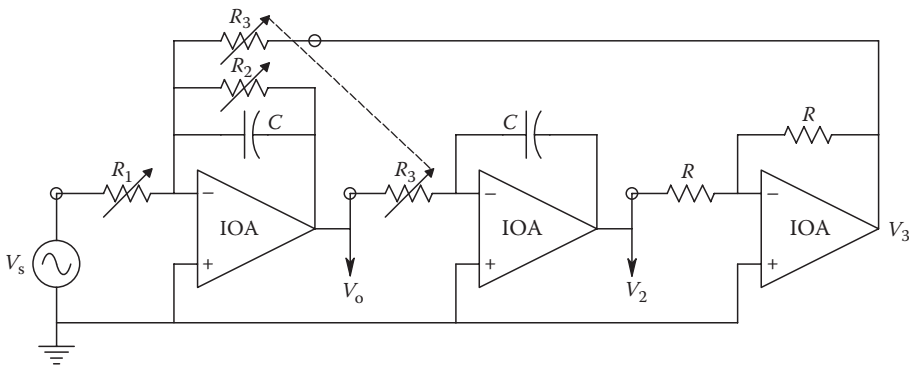 R3
R2
C
C
R
R1
R3
R
−
−
−
IOA
IOA
IOA
V3
Vs
+
+
+
Vo
V2